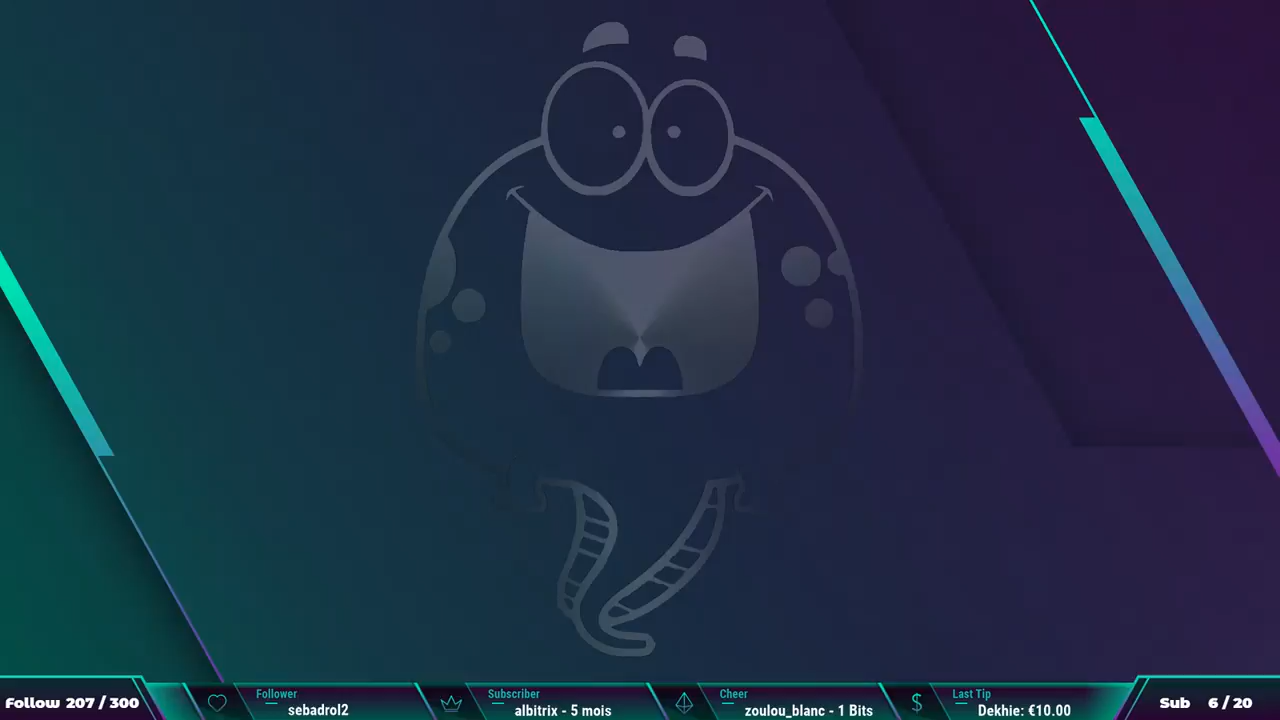 Follow 207 / 300
Follower
sebadrol2
Subscriber
albitrix - 5 mois
Cheer
zoulou_blanc - 1 Bits
Last Tip
Dekhie: €10.00
Sub 6 / 20